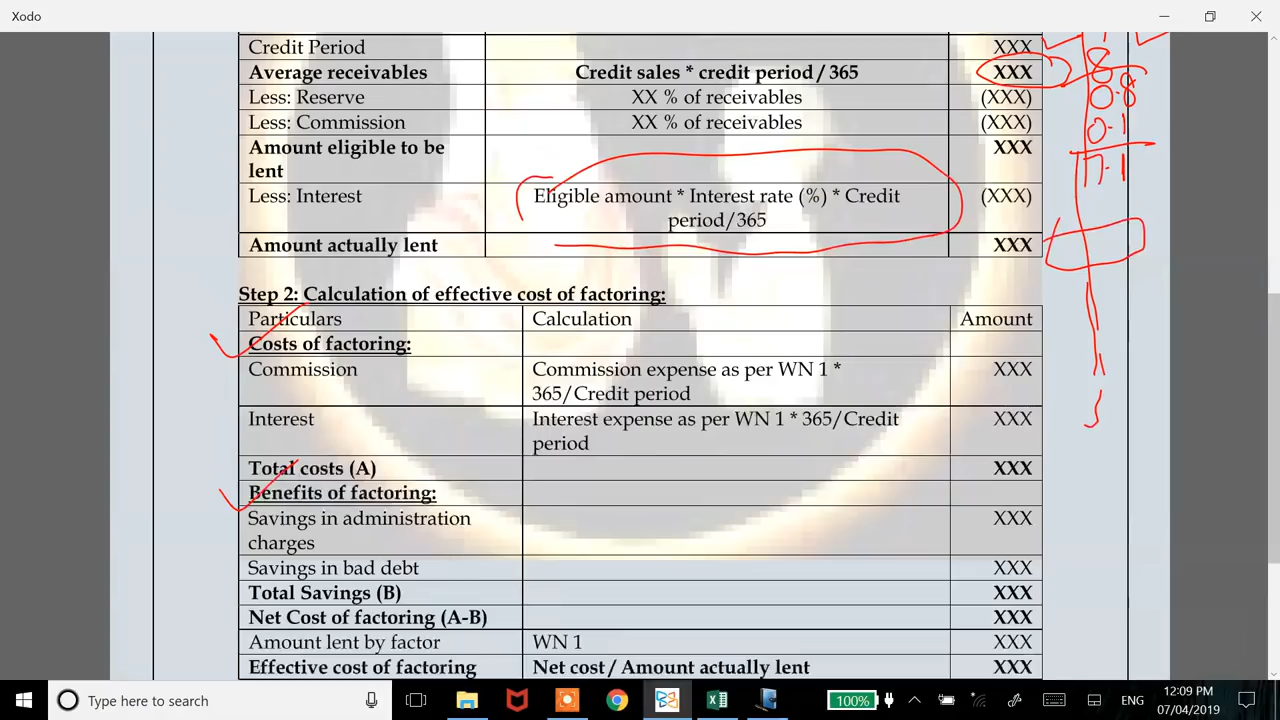 Xodo
Credit Period XXX
Average receivables Credit sales * credit period / 365 XXX
Less: Reserve XX % of receivables (XXX)
Less: Commission XX % of receivables (XXX)
Amount eligible to be XXX
lent
Less: Interest Eligible amount * Interest rate (%) * Credit (XXX)
period/365
Amount actually lent XXX
8
0.8
0.1
7.1
Step 2: Calculation of effective cost of factoring:
Particulars Calculation Amount
Costs of factoring:
Commission Commission expense as per WN 1 * XXX
365/Credit period
Interest Interest expense as per WN 1 * 365/Credit XXX
period
Total costs (A) XXX
Benefits of factoring:
Savings in administration XXX
charges
Savings in bad debt XXX
Total Savings (B) XXX
Net Cost of factoring (A-B) XXX
Amount lent by factor WN 1 XXX
Effective cost of factoring Net cost / Amount actually lent XXX
Type here to search
100%
ENG
12:09 PM
07/04/2019